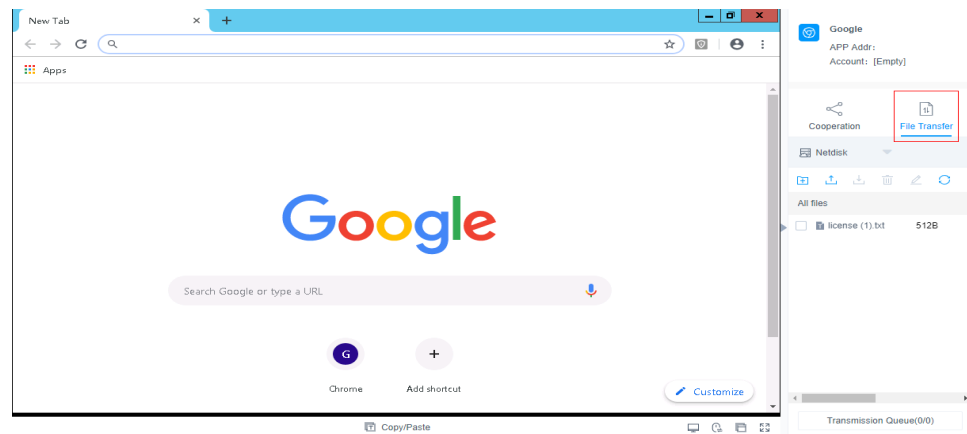 New Tab
Apps
Google
Search Google or type a URL
G
Chrome
Add shortcut
Customize
Copy/Paste
Google
APP Addr:
Account: [Empty]
Cooperation
File Transfer
Netdisk
All files
license (1).txt 512B
Transmission Queue(0/0)